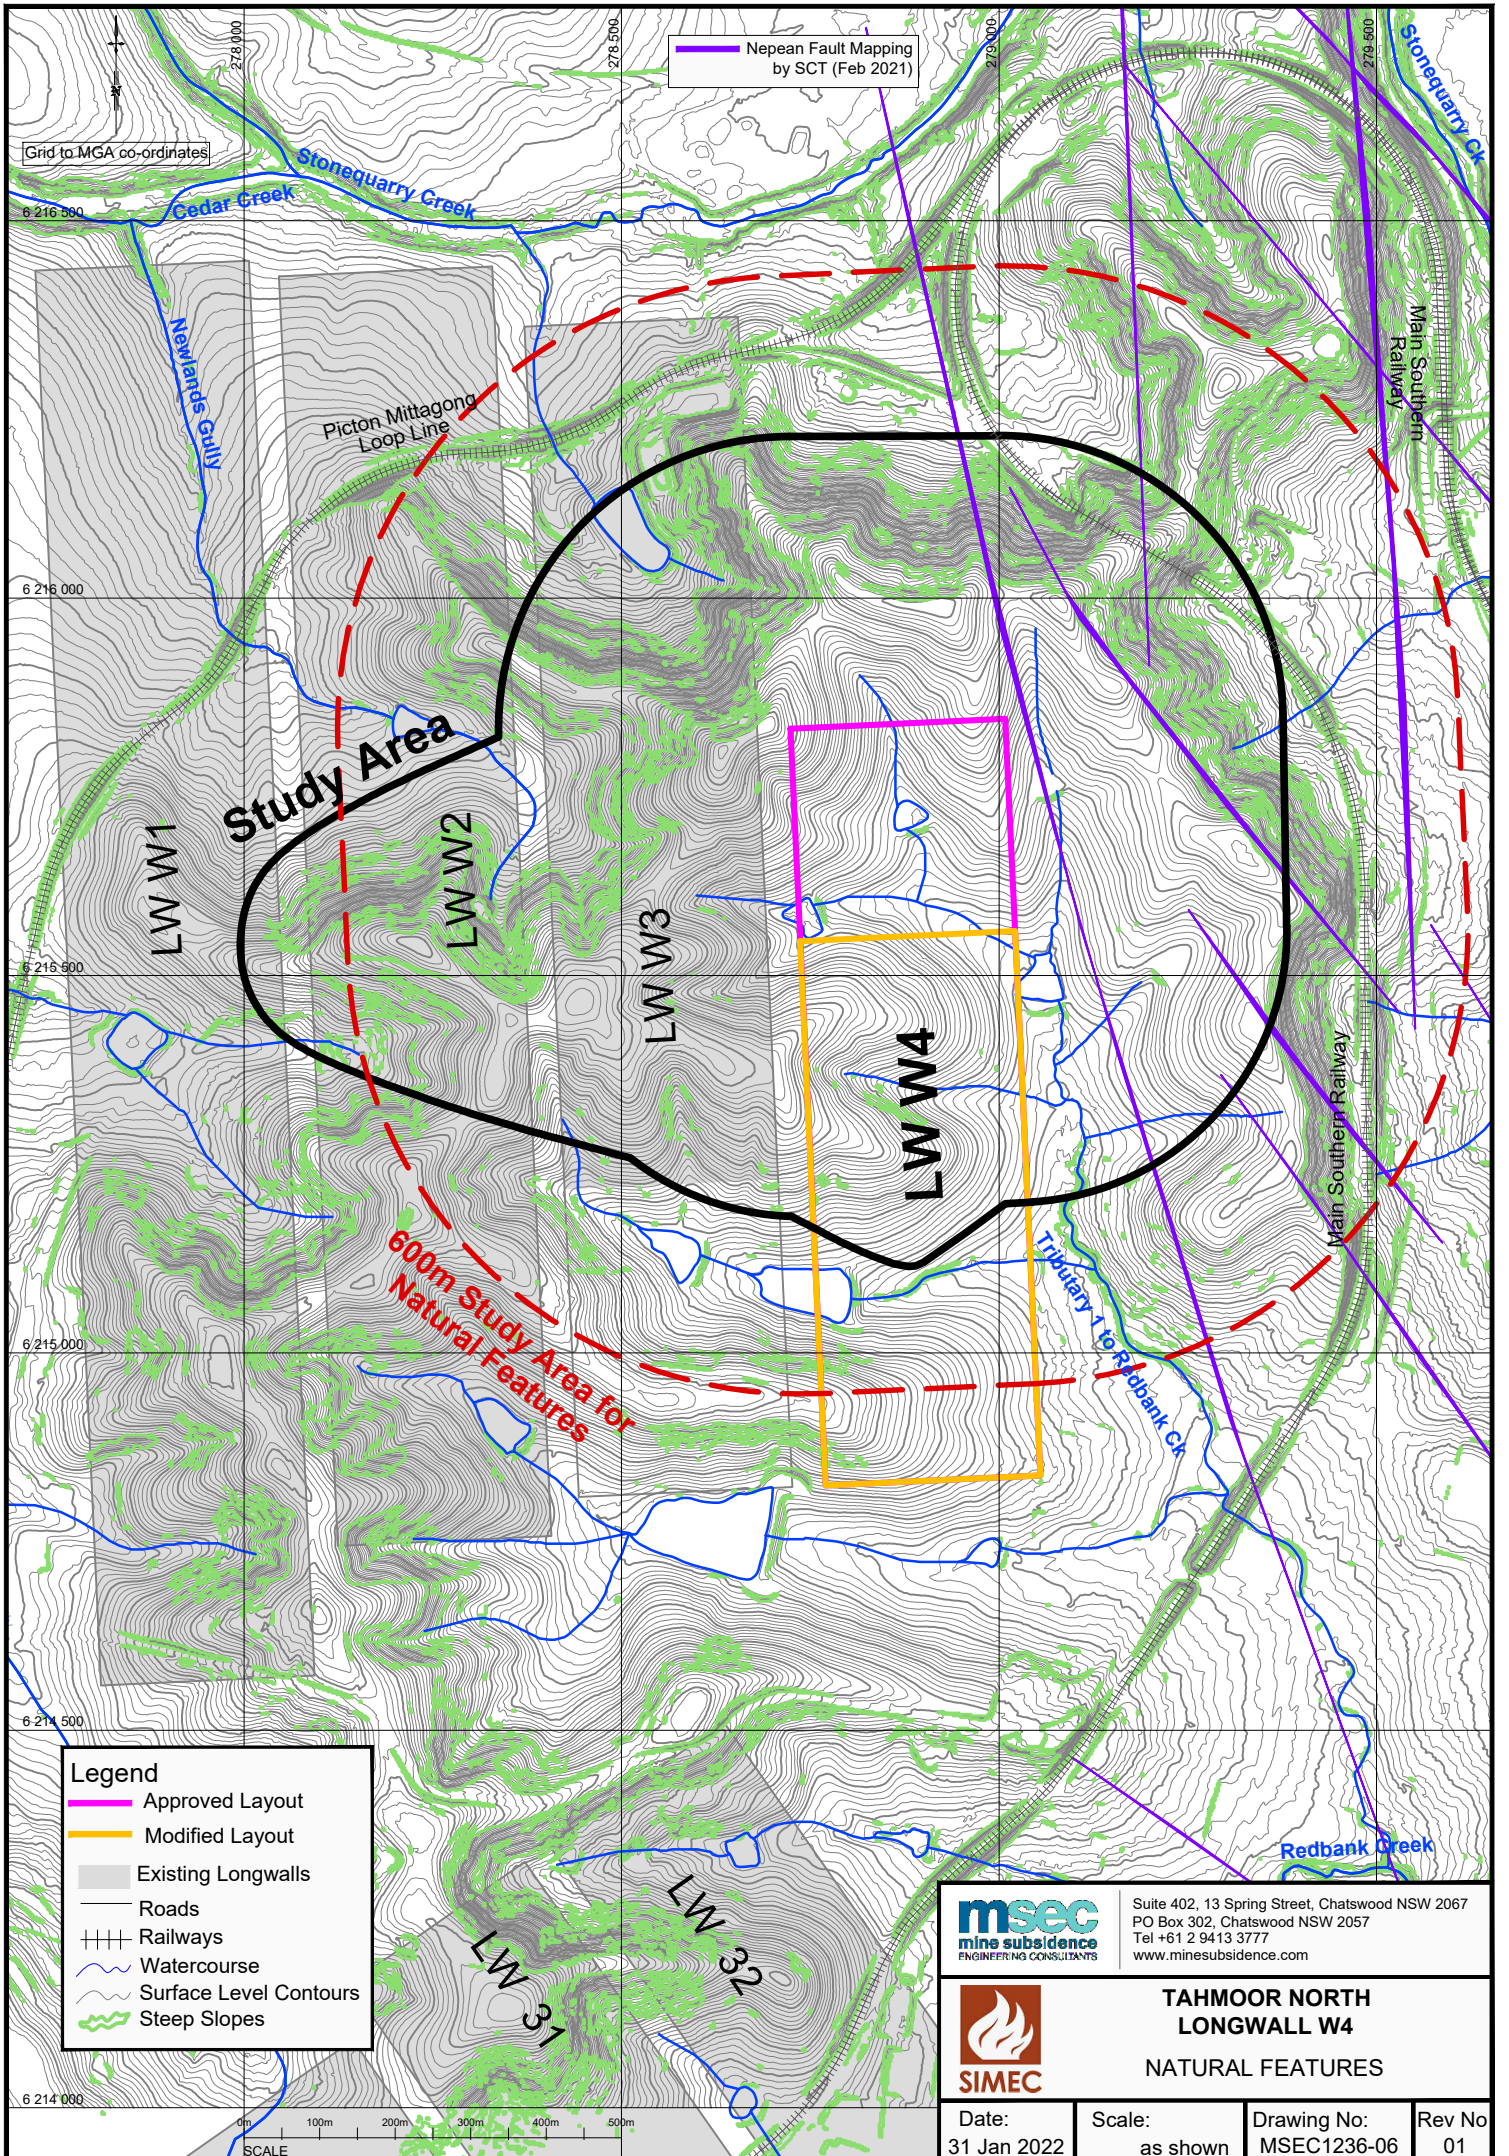 278 000
278 500
279 000
279 500
Nepean Fault Mapping
by SCT (Feb 2021)
N
Grid to MGA co-ordinates
Stonequarry Ck
Stonequarry Creek
Cedar Creek
6 216 500
Newlands Gully
Picton Mittagong
Loop Line
Main Southern
Railway
6 216 000
Study Area
LW W1
LW W2
LW W3
LW W4
6 215 500
Main Southern Railway
600m Study Area for
Natural Features
Tributary 1 to Redbank Ck
6 215 000
6 214 500
Legend
Approved Layout
Modified Layout
Existing Longwalls
Roads
Railways
Watercourse
Surface Level Contours
Steep Slopes
LW 31
LW 32
Redbank Creek
6 214 000
0m 100m 200m 300m 400m 500m
SCALE
msec
mine subsidence
ENGINEERING CONSULTANTS
Suite 402, 13 Spring Street, Chatswood NSW 2067
PO Box 302, Chatswood NSW 2057
Tel +61 2 9413 3777
www.minesubsidence.com
SIMEC
TAHMOOR NORTH
LONGWALL W4
NATURAL FEATURES
Date:
31 Jan 2022
Scale:
as shown
Drawing No:
MSEC1236-06
Rev No
01